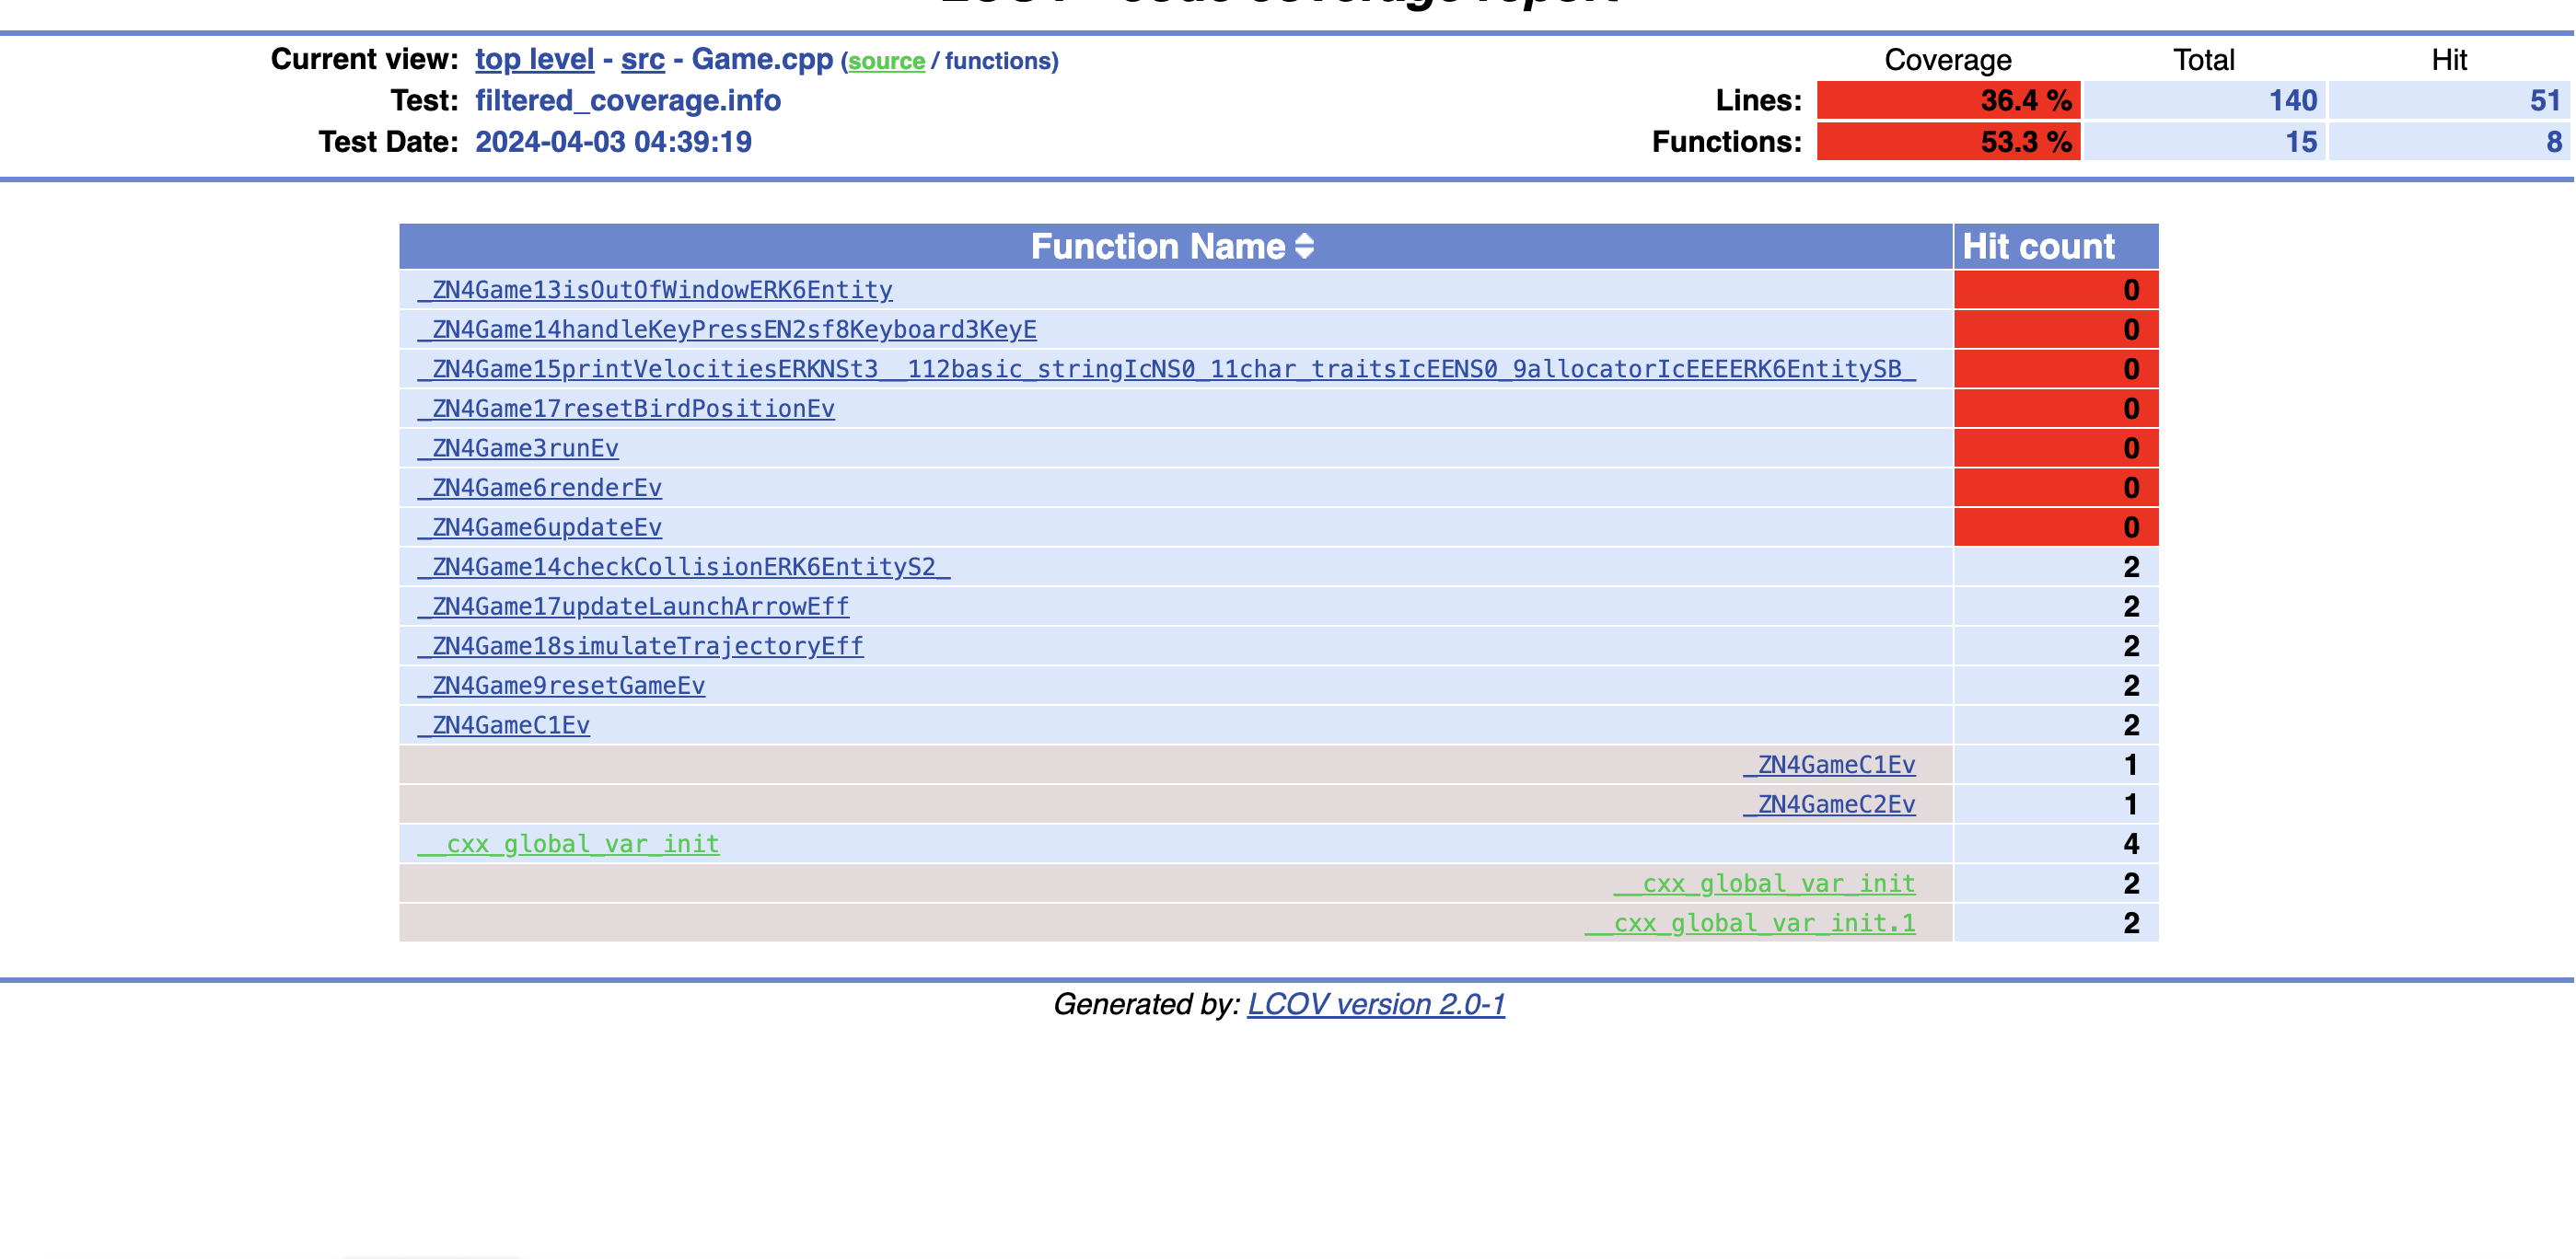 Current view: top level - src - Game.cpp (source / functions)
Coverage Total Hit
Test: filtered_coverage.info
Lines: 36.4 % 140 51
Test Date: 2024-04-03 04:39:19
Functions: 53.3 % 15 8
Function Name Hit count
_ZN4Game13isOutOfWindowERK6Entity 0
_ZN4Game14handleKeyPressEN2sf8Keyboard3KeyE 0
_ZN4Game15printVelocitiesERKNSt3__112basic_stringIcNS0_11char_traitsIcEENS0_9allocatorIcEEEERK6EntitySB_ 0
_ZN4Game17resetBirdPositionEv 0
_ZN4Game3runEv 0
_ZN4Game6renderEv 0
_ZN4Game6updateEv 0
_ZN4Game14checkCollisionERK6EntityS2_ 2
_ZN4Game17updateLaunchArrowEff 2
_ZN4Game18simulateTrajectoryEff 2
_ZN4Game9resetGameEv 2
_ZN4GameC1Ev 2
_ZN4GameC1Ev 1
_ZN4GameC2Ev 1
__cxx_global_var_init 4
__cxx_global_var_init 2
__cxx_global_var_init.1 2
Generated by: LCOV version 2.0-1